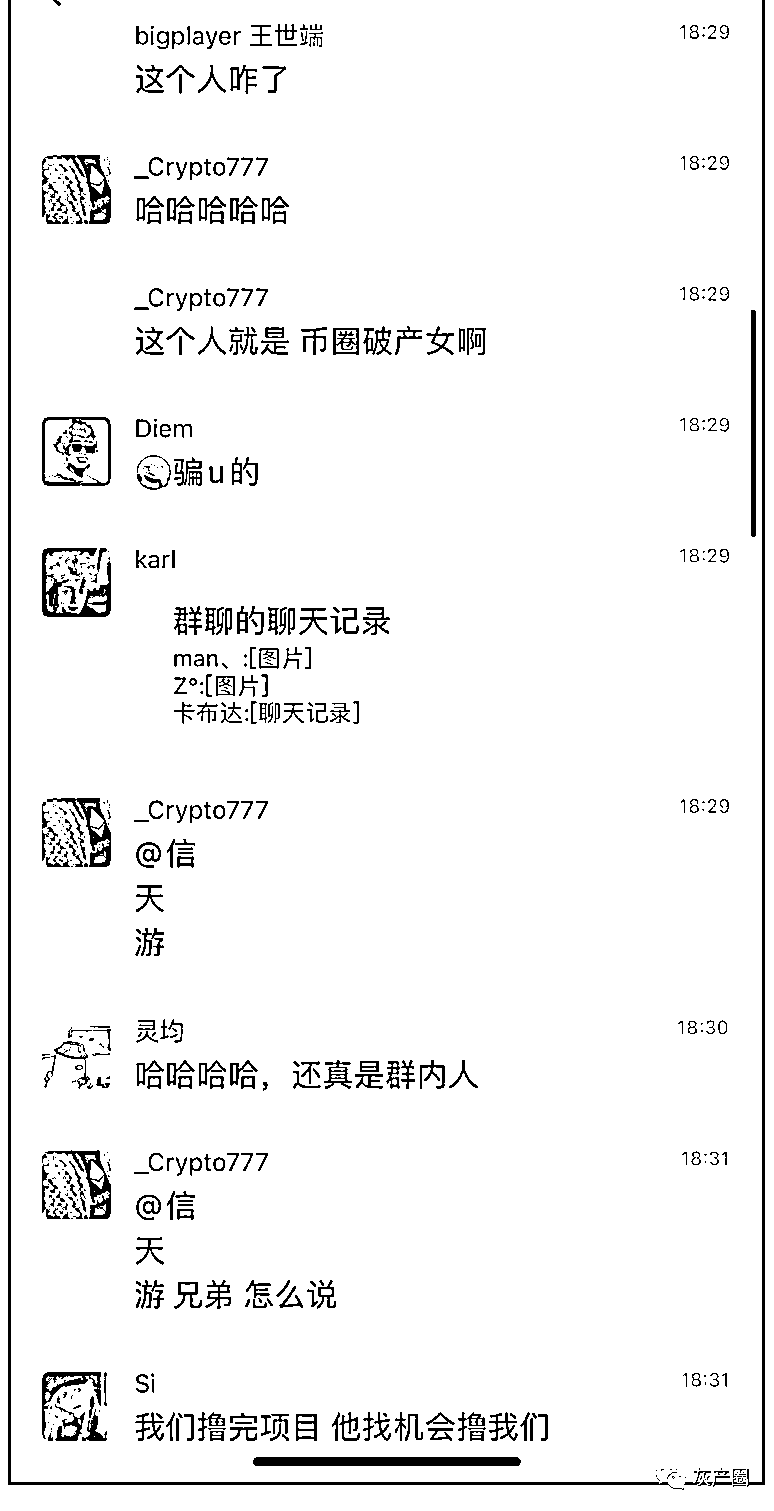 bigplayer 王世端 18:29
这个人咋了
_Crypto777 18:29
哈哈哈哈哈
_Crypto777 18:29
这个人就是 币圈破产女啊
Diem 18:29
骗u的
karl 18:29
群聊的聊天记录
man、:[图片]
Z°:[图片]
卡布达:[聊天记录]
_Crypto777 18:29
@信
天
游
灵均 18:30
哈哈哈哈，还真是群内人
_Crypto777 18:31
@信
天
游 兄弟 怎么说
Si 18:31
我们撸完项目 他找机会撸我们
灰产圈